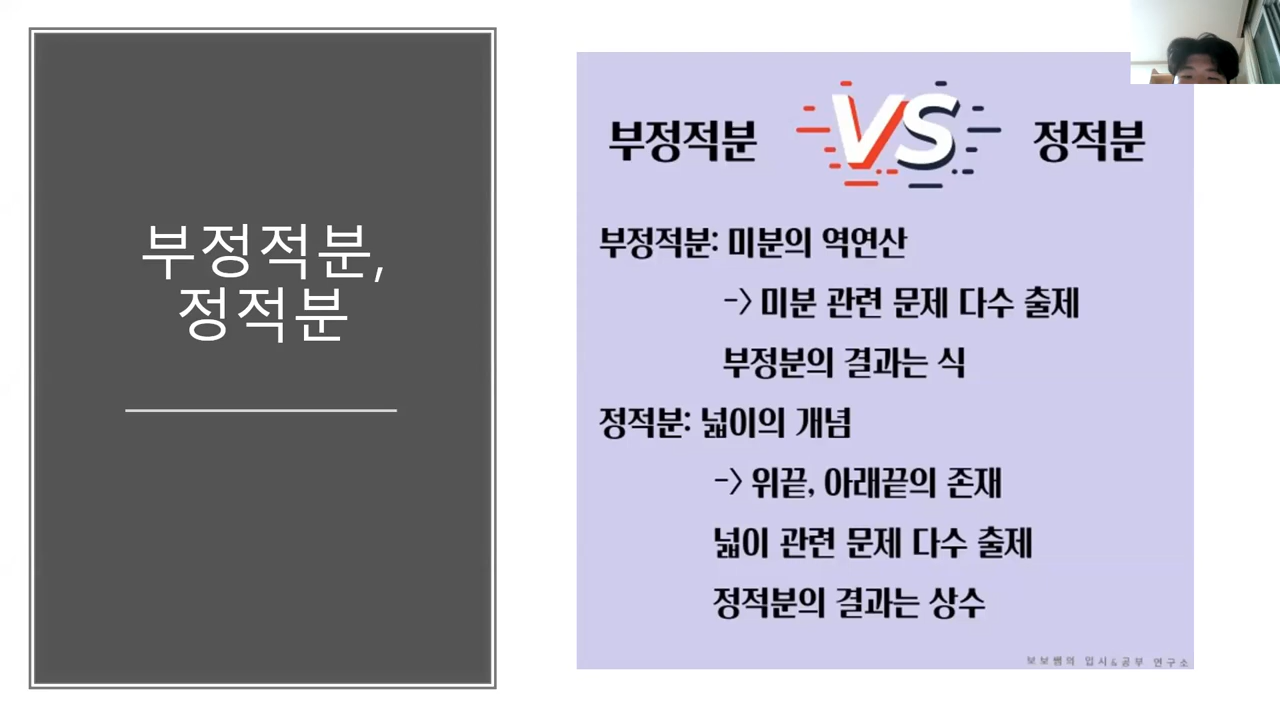 부정적분,
정적분
부정적분 VS 정적분
부정적분: 미분의 역연산
-> 미분 관련 문제 다수 출제
부정분의 결과는 식
정적분: 넓이의 개념
-> 위끝, 아래끝의 존재
넓이 관련 문제 다수 출제
정적분의 결과는 상수
보보쌤의 입시&공부 연구소